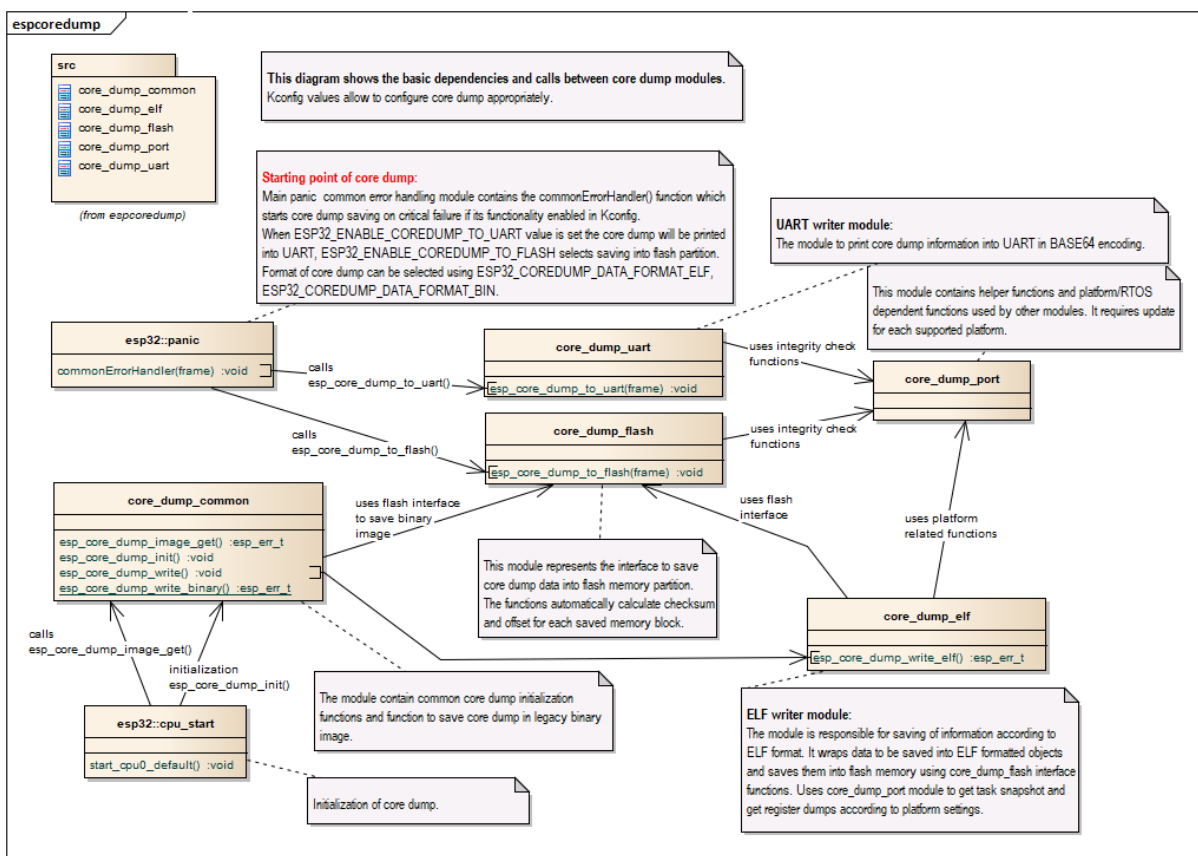 espcoredump
src
core_dump_common
core_dump_elf
core_dump_flash
core_dump_port
core_dump_uart
(from espcoredump)
This diagram shows the basic dependencies and calls between core dump modules.
Kconfig values allow to configure core dump appropriately.
Starting point of core dump:
Main panic common error handling module contains the commonErrorHandler() function which
starts core dump saving on critical failure if its functionality enabled in Kconfig.
When ESP32_ENABLE_COREDUMP_TO_UART value is set the core dump will be printed
into UART, ESP32_ENABLE_COREDUMP_TO_FLASH selects saving into flash partition.
Format of core dump can be selected using ESP32_COREDUMP_DATA_FORMAT_ELF,
ESP32_COREDUMP_DATA_FORMAT_BIN.
UART writer module:
The module to print core dump information into UART in BASE64 encoding.
This module contains helper functions and platform/RTOS
dependent functions used by other modules. It requires update
for each supported platform.
esp32::panic
commonErrorHandler(frame) :void
calls
esp_core_dump_to_uart()
core_dump_uart
esp_core_dump_to_uart(frame) :void
uses integrity check
functions
core_dump_port
calls
esp_core_dump_to_flash()
core_dump_flash
esp_core_dump_to_flash(frame) :void
uses integrity check
functions
core_dump_common
esp_core_dump_image_get() :esp_err_t
esp_core_dump_init() :void
esp_core_dump_write() :void
esp_core_dump_write_binary() :esp_err_t
uses flash interface
to save binary
image
uses flash
interface
uses platform
related functions
This module represents the interface to save
core dump data into flash memory partition.
The functions automatically calculate checksum
and offset for each saved memory block.
core_dump_elf
esp_core_dump_write_elf() :esp_err_t
calls
esp_core_dump_image_get()
initialization
esp_core_dump_init()
The module contain common core dump initialization
functions and function to save core dump in legacy binary
image.
esp32::cpu_start
start_cpu0_default() :void
Initialization of core dump.
ELF writer module:
The module is responsible for saving of information according to
ELF format. It wraps data to be saved into ELF formatted objects
and saves them into flash memory using core_dump_flash interface
functions. Uses core_dump_port module to get task snapshot and
get register dumps according to platform settings.